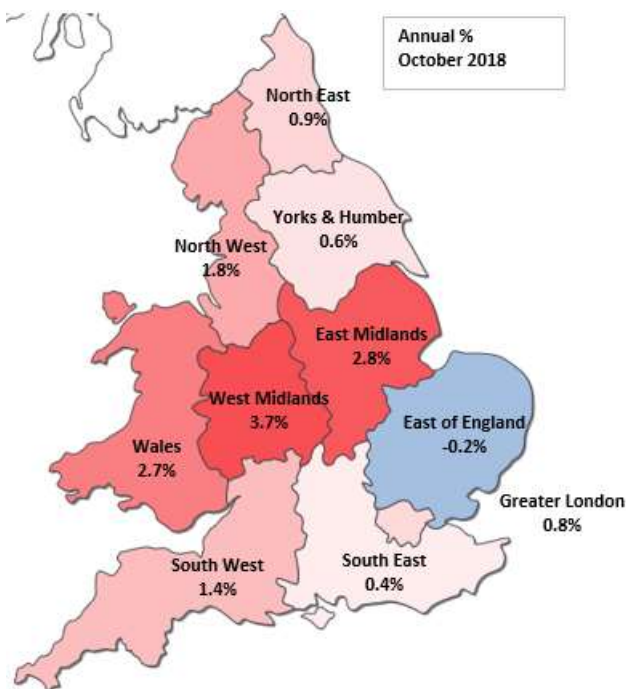 Annual %
October 2018
North East
0.9%
Yorks & Humber
0.6%
North West
1.8%
East Midlands
2.8%
West Midlands
3.7%
East of England
-0.2%
Wales
2.7%
Greater London
0.8%
South West
1.4%
South East
0.4%